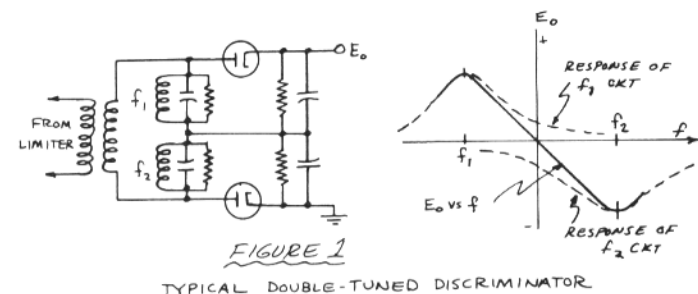 E₀
f₁
FROM
LIMITER
f₂
FIGURE 1
E₀
+
RESPONSE OF
f₁ CKT
f₂
f
f₁
E₀ vs f
-
RESPONSE OF
f₂ CKT
TYPICAL DOUBLE-TUNED DISCRIMINATOR